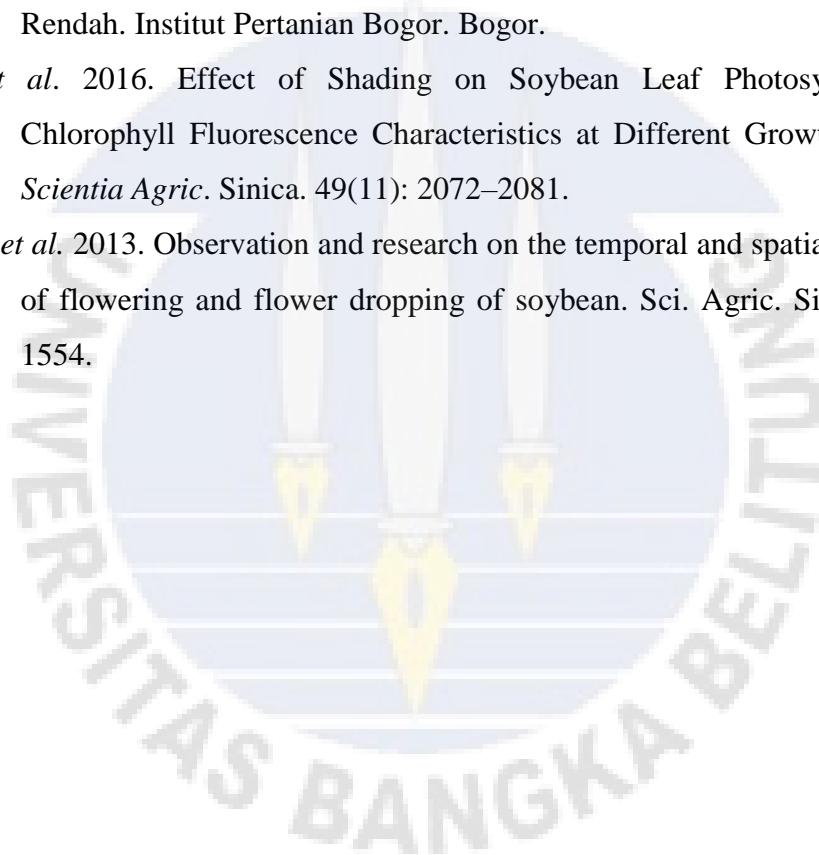 Rendah. Institut Pertanian Bogor. Bogor.
t al. 2016. Effect of Shading on Soybean Leaf Photosy
Chlorophyll Fluorescence Characteristics at Different Grow
Scientia Agric. Sinica. 49(11): 2072–2081.
et al. 2013. Observation and research on the temporal and spatia
of flowering and flower dropping of soybean. Sci. Agric. Si
1554.
UNIVERSITAS BANGKA BELITUNG